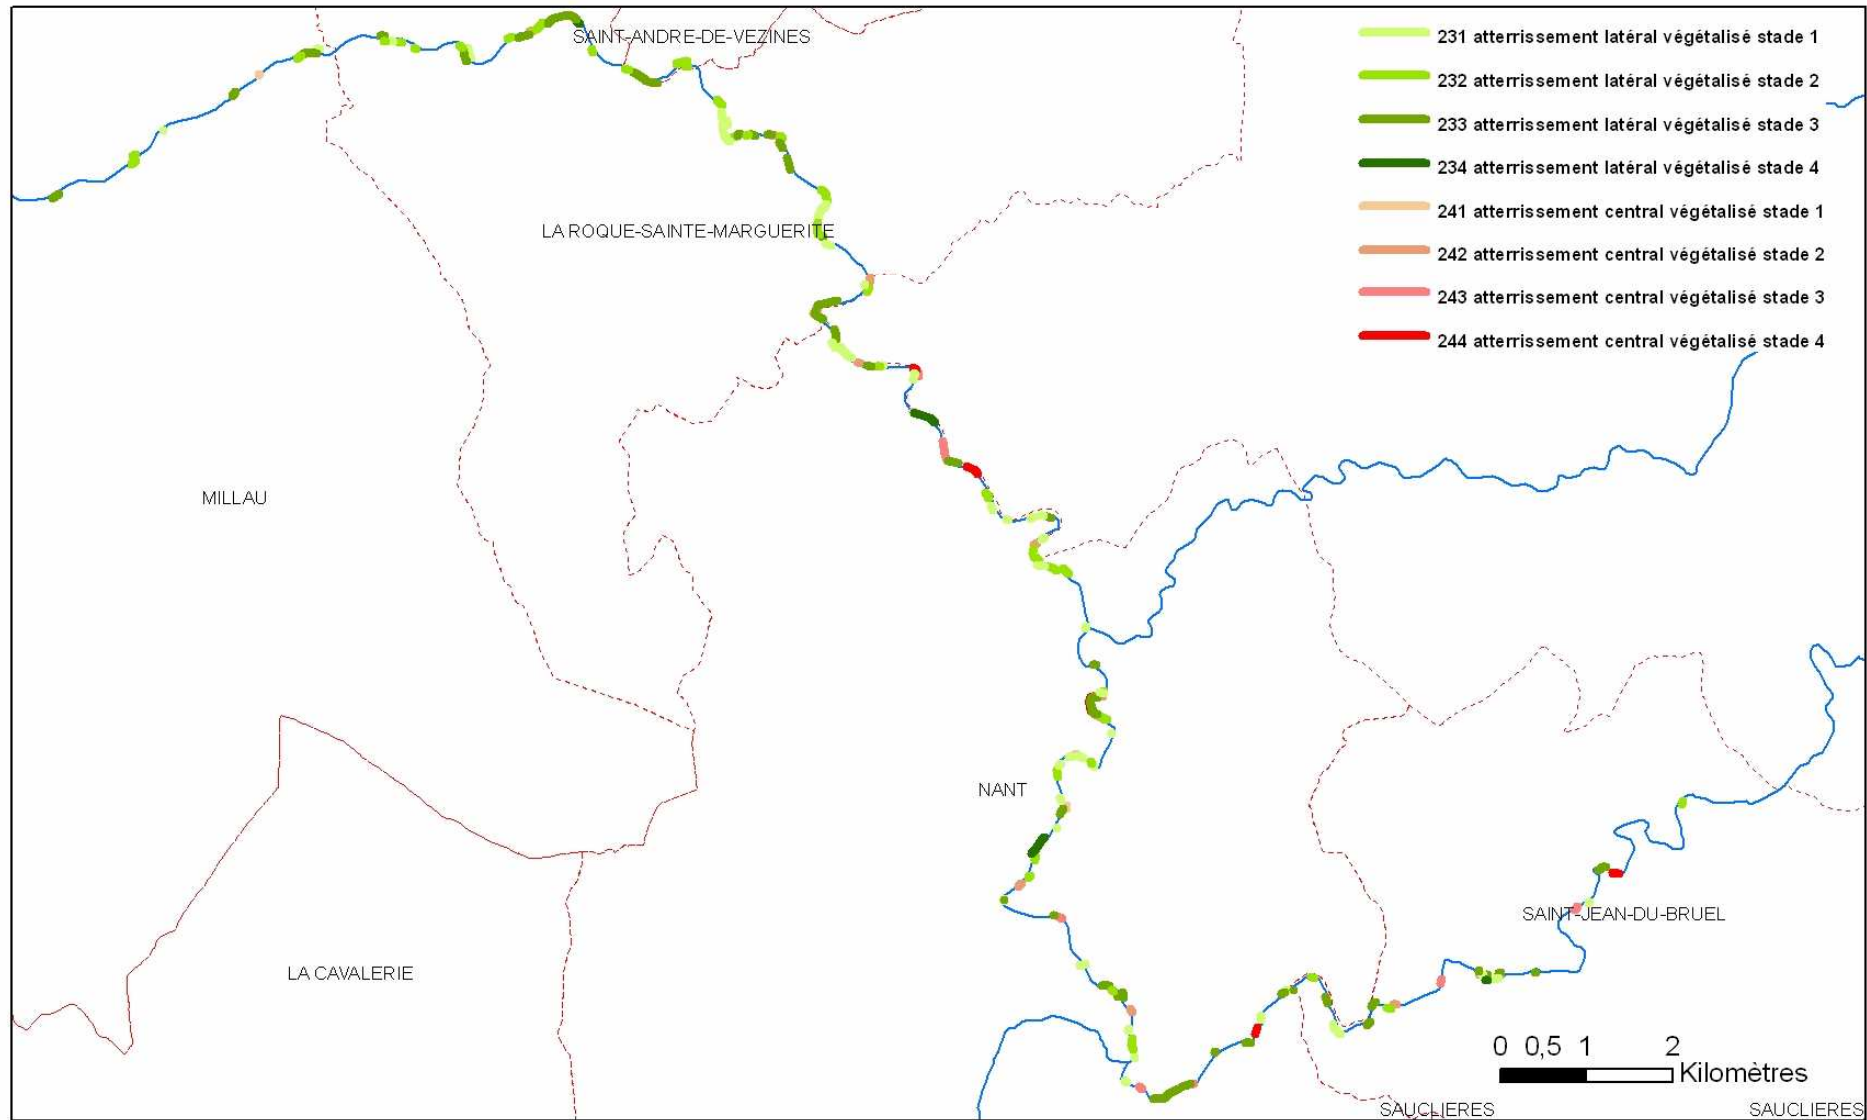 SAINT-ANDRE-DE-VEZINES
231 atterrissement latéral végétalisé stade 1
232 atterrissement latéral végétalisé stade 2
233 atterrissement latéral végétalisé stade 3
234 atterrissement latéral végétalisé stade 4
241 atterrissement central végétalisé stade 1
242 atterrissement central végétalisé stade 2
243 atterrissement central végétalisé stade 3
244 atterrissement central végétalisé stade 4
LA ROQUE-SAINTE-MARGUERITE
MILLAU
NANT
SAINT-JEAN-DU-BRUEL
LA CAVALERIE
0 0,5 1 2
Kilomètres
SAUCLIERES SAUCLIERES